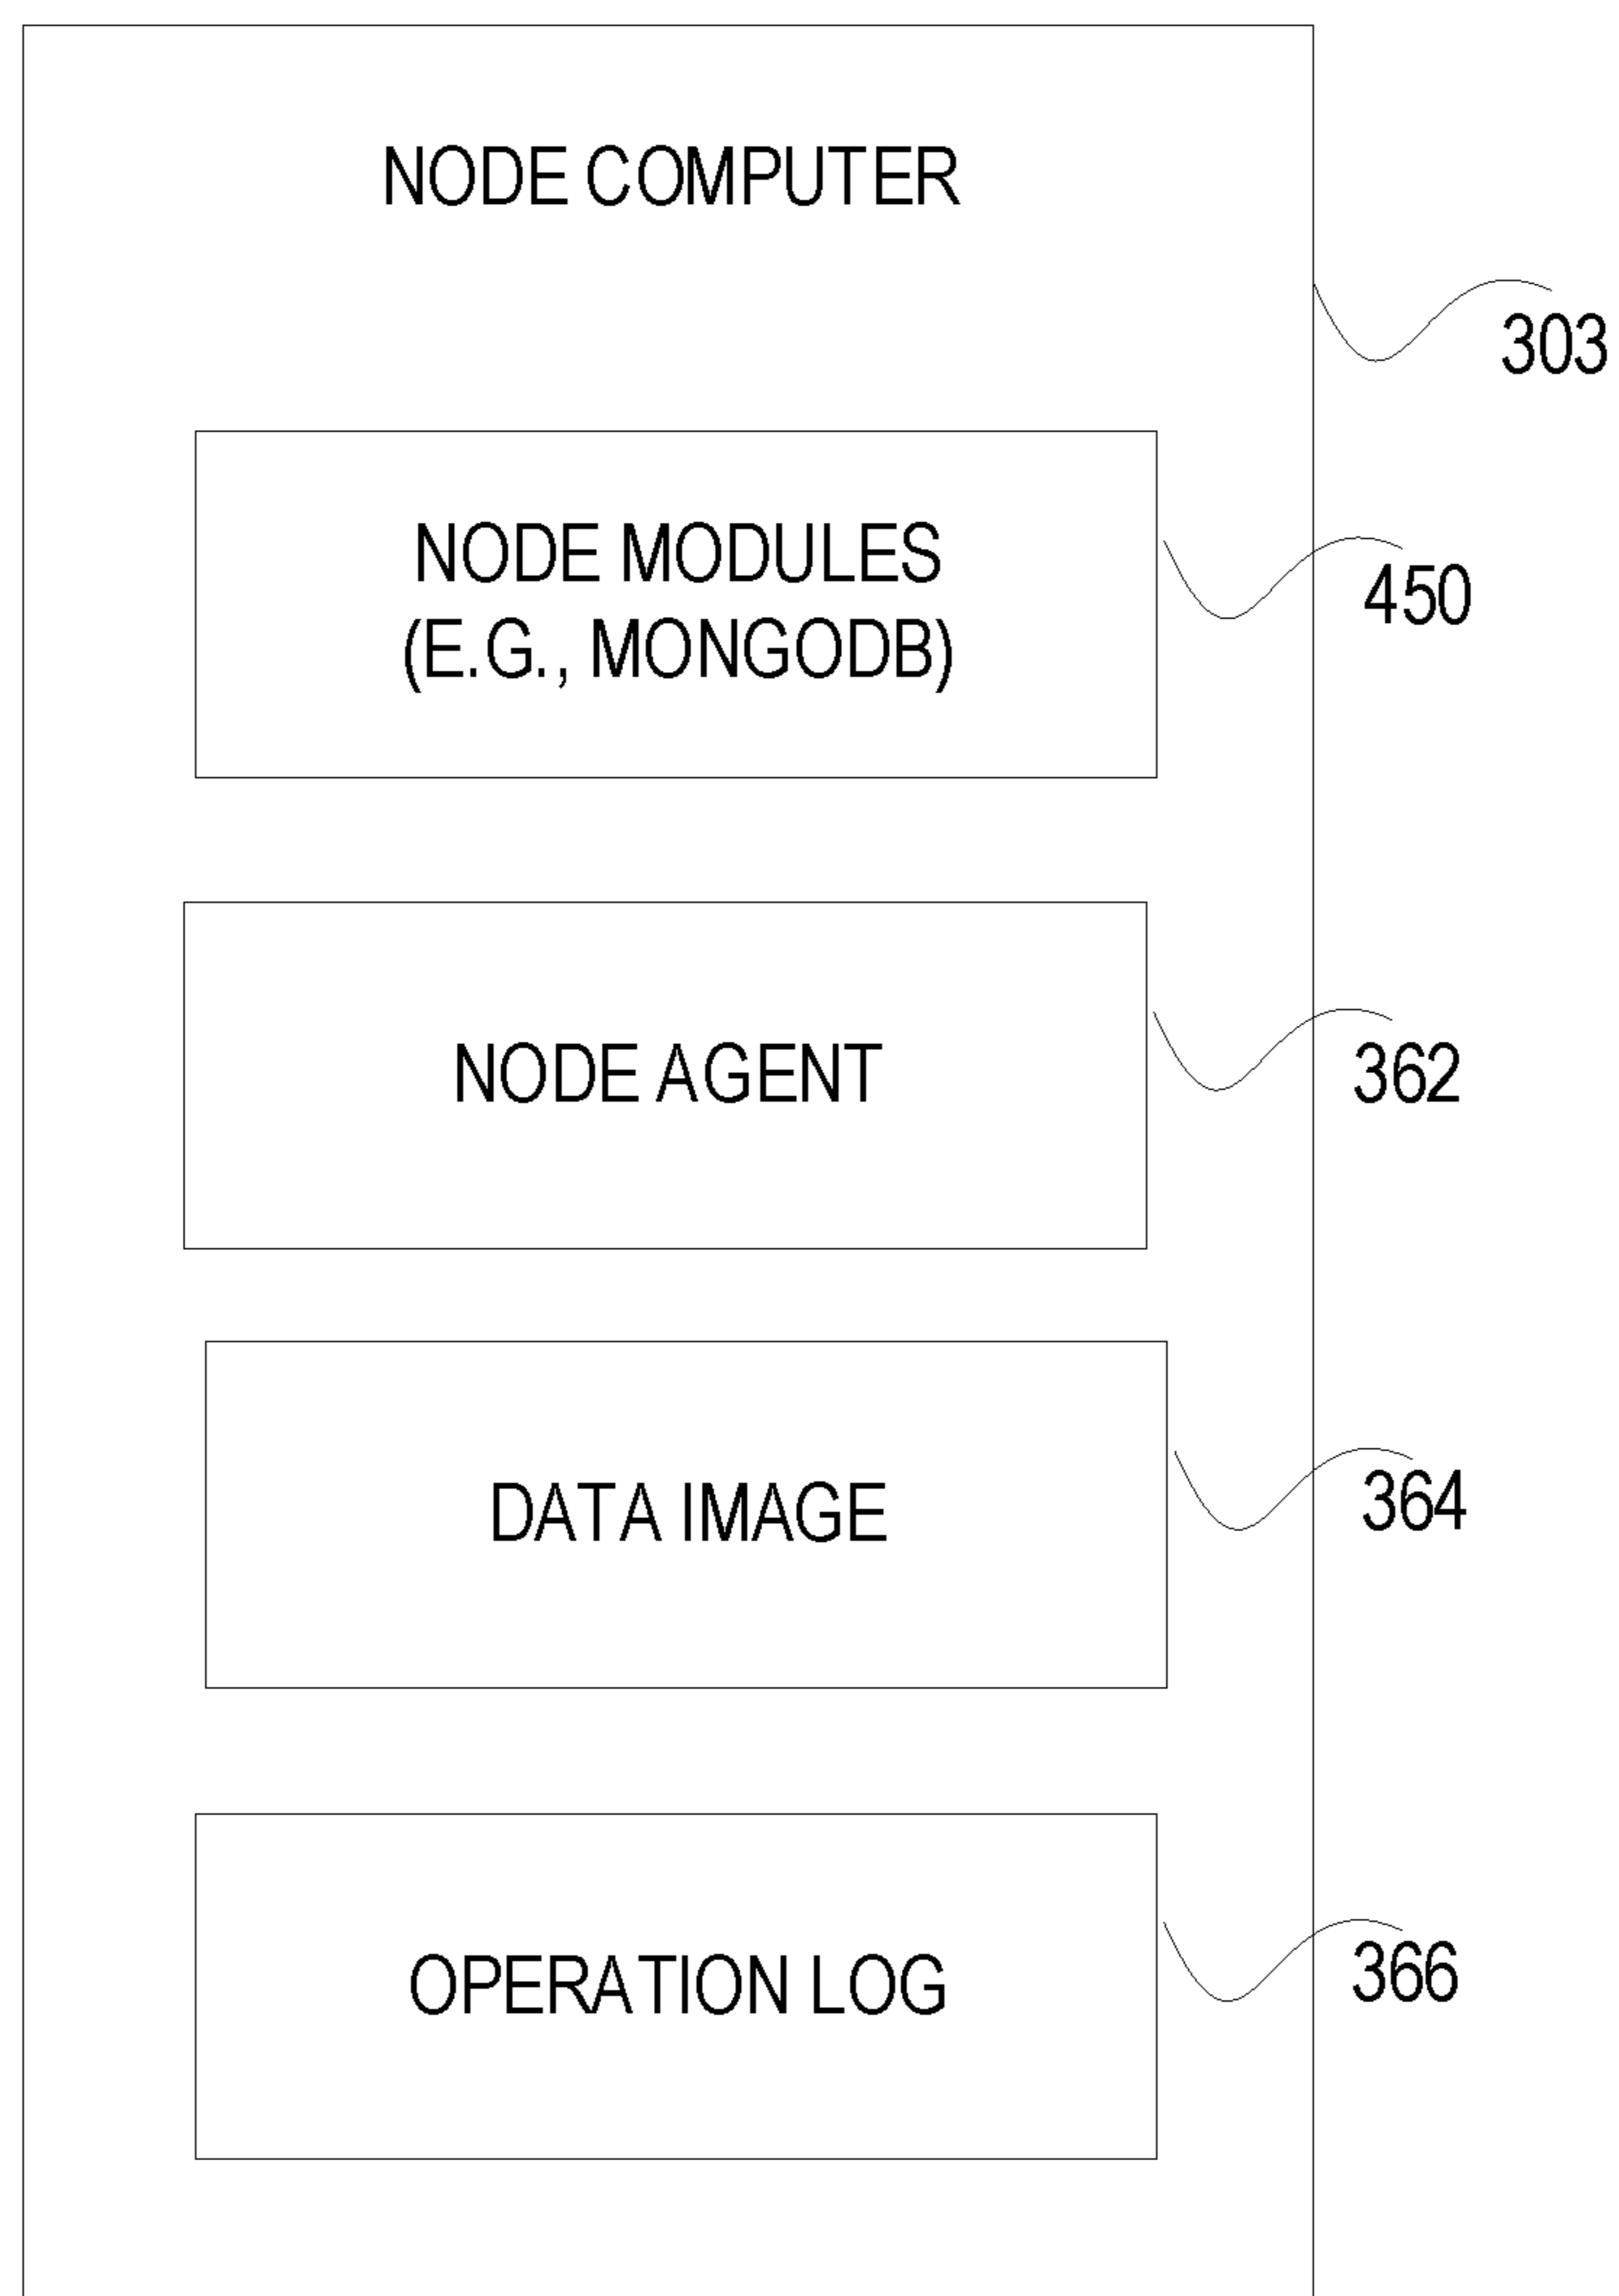 NODE COMPUTER
303
NODE MODULES
(E.G., MONGODB)
450
NODE AGENT
362
DATA IMAGE
364
OPERATION LOG
366